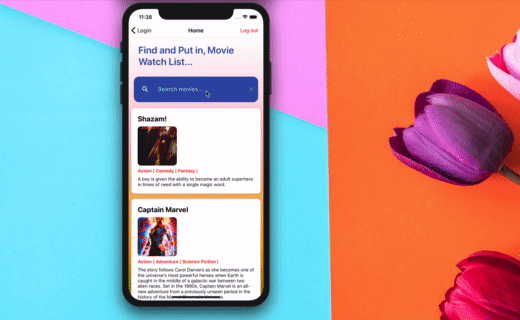 11:38
Login
Home
Log out
Find and Put in, Movie
Watch List...
Search movies...
Shazam!
Action | Comedy | Fantasy |
A boy is given the ability to become an adult superhero
in times of need with a single magic word.
Captain Marvel
Action | Adventure | Science Fiction |
The story follows Carol Danvers as she becomes one of
the universe's most powerful heroes when Earth is
caught in the middle of a galactic war between two
alien races. Set in the 1990s, Captain Marvel is an all-
new adventure from a previously unseen period in the
history of the Marvel Cinematic Universe.